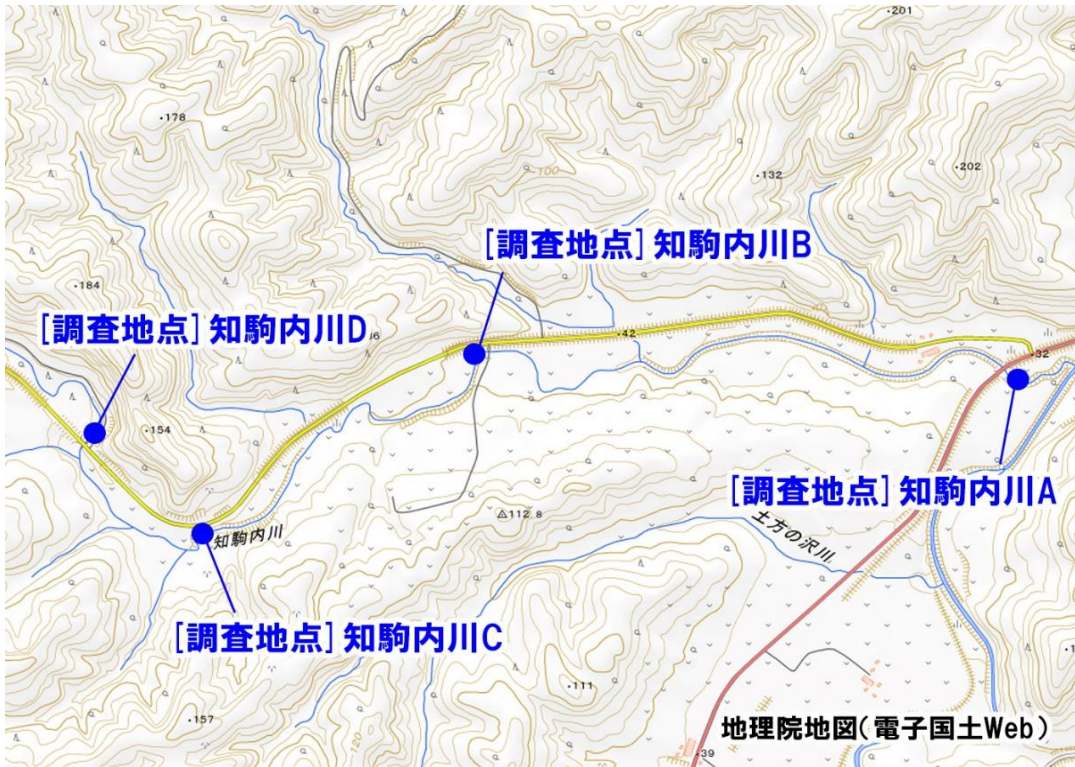 ・201
・178
100
・132
・202
[調査地点]知駒内川B
・184
[調査地点]知駒内川D
・42
・32
・154
[調査地点]知駒内川A
△112.8
知駒内川
土方の沢川
[調査地点]知駒内川C
・111
・157
120
地理院地図(電子国土Web)
・39